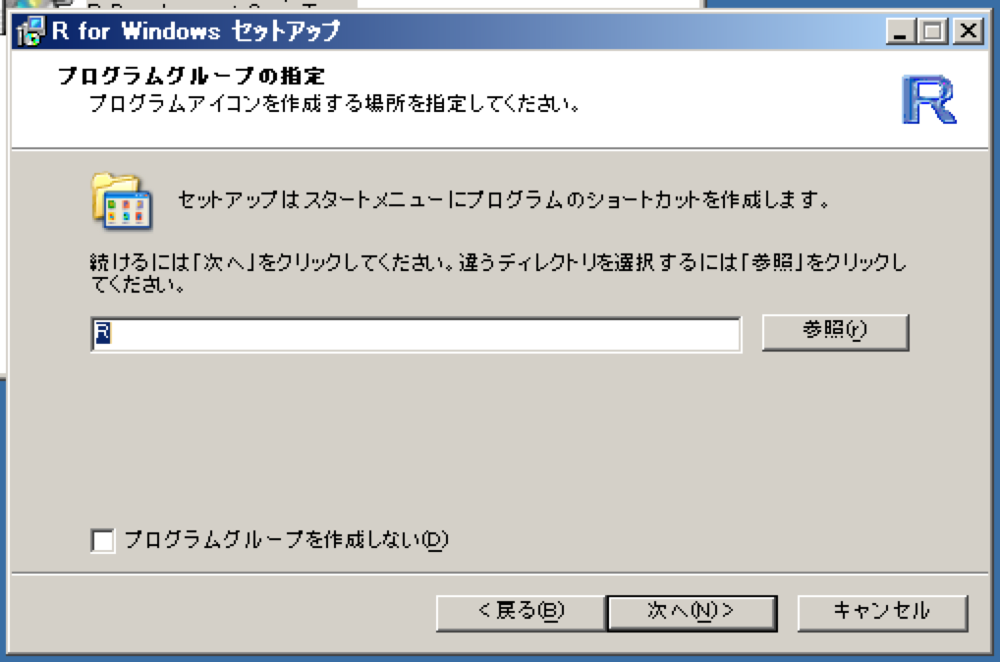 R for Windows セットアップ
プログラムグループの指定
プログラムアイコンを作成する場所を指定してください。
R
セットアップはスタートメニューにプログラムのショートカットを作成します。
続けるには「次へ」をクリックしてください。違うディレクトリを選択するには「参照」をクリックし
てください。
R
参照(r)
プログラムグループを作成しない(D)
< 戻る(B)
次へ(N) >
キャンセル